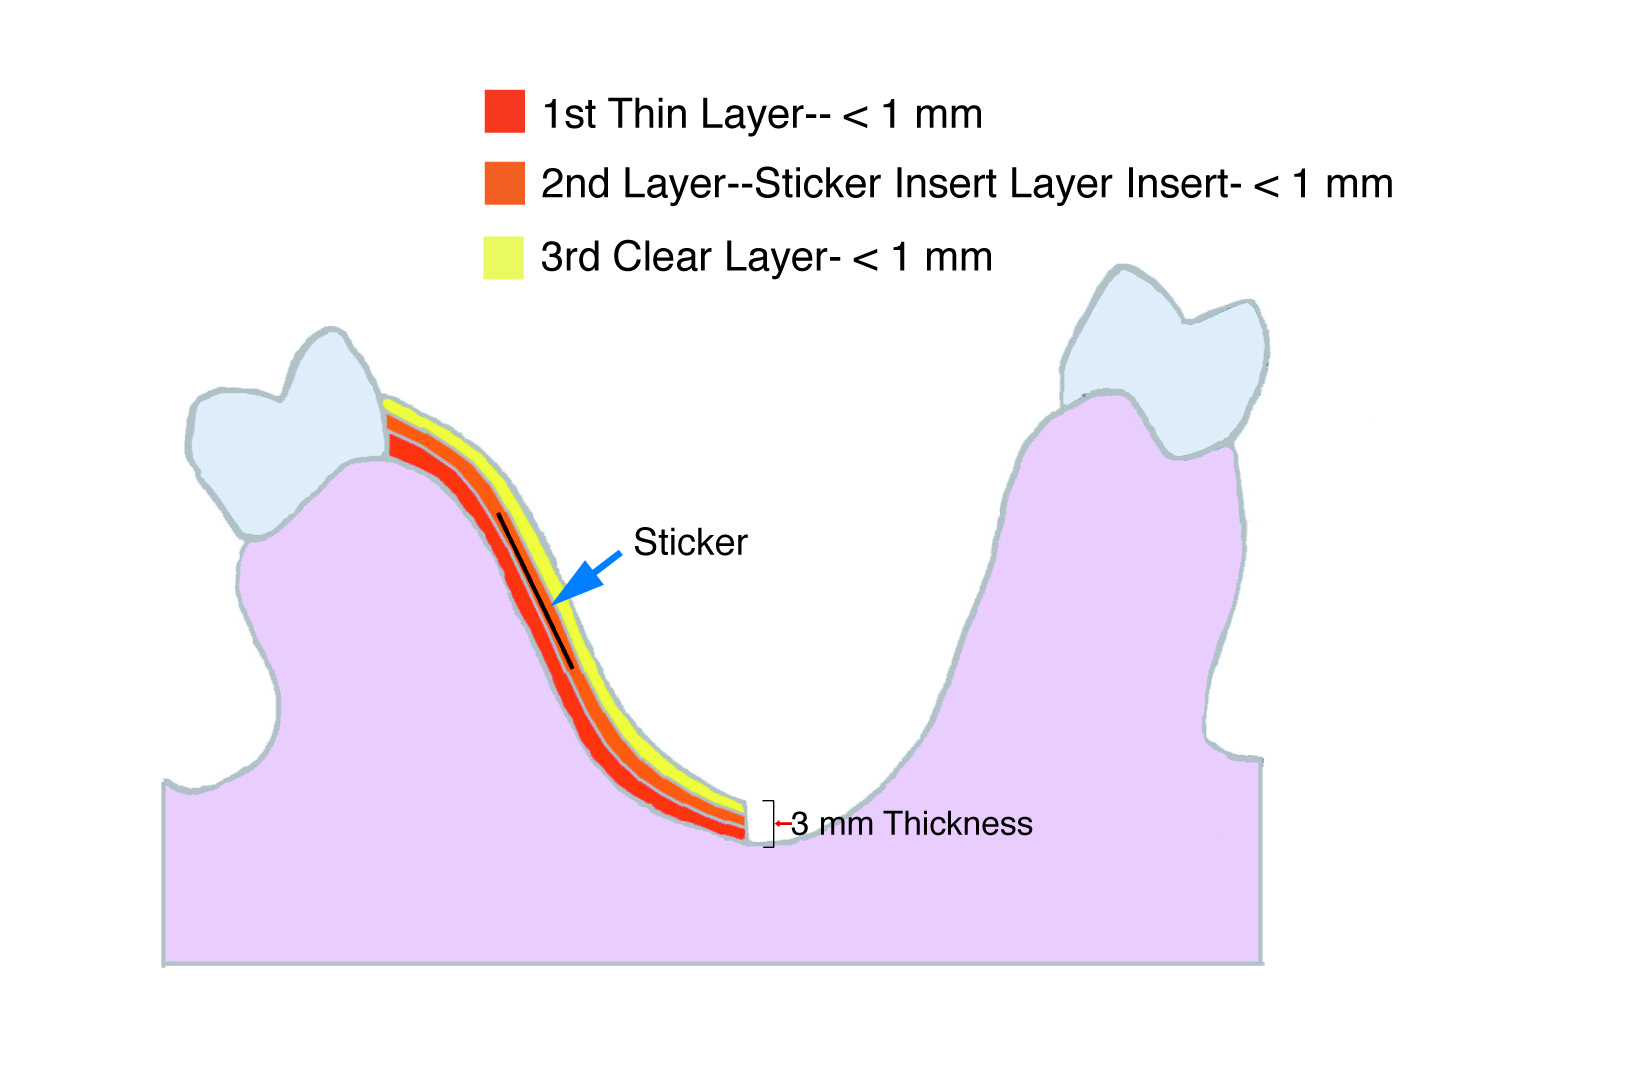 1st Thin Layer-- < 1 mm
2nd Layer--Sticker Insert Layer Insert- < 1 mm
3rd Clear Layer- < 1 mm
Sticker
3 mm Thickness